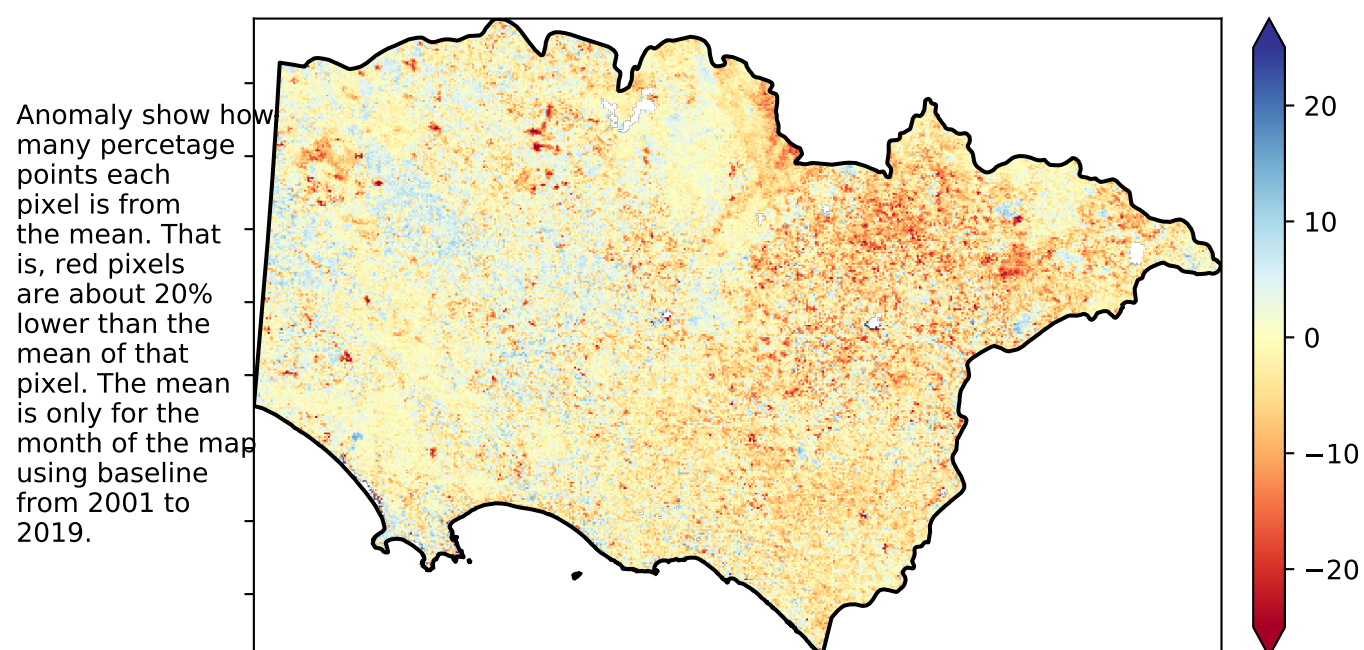 Anomaly show how
many percetage
points each
pixel is from
the mean. That
is, red pixels
are about 20%
lower than the
mean of that
pixel. The mean
is only for the
month of the map
using baseline
from 2001 to
2019.
20
10
0
−10
−20